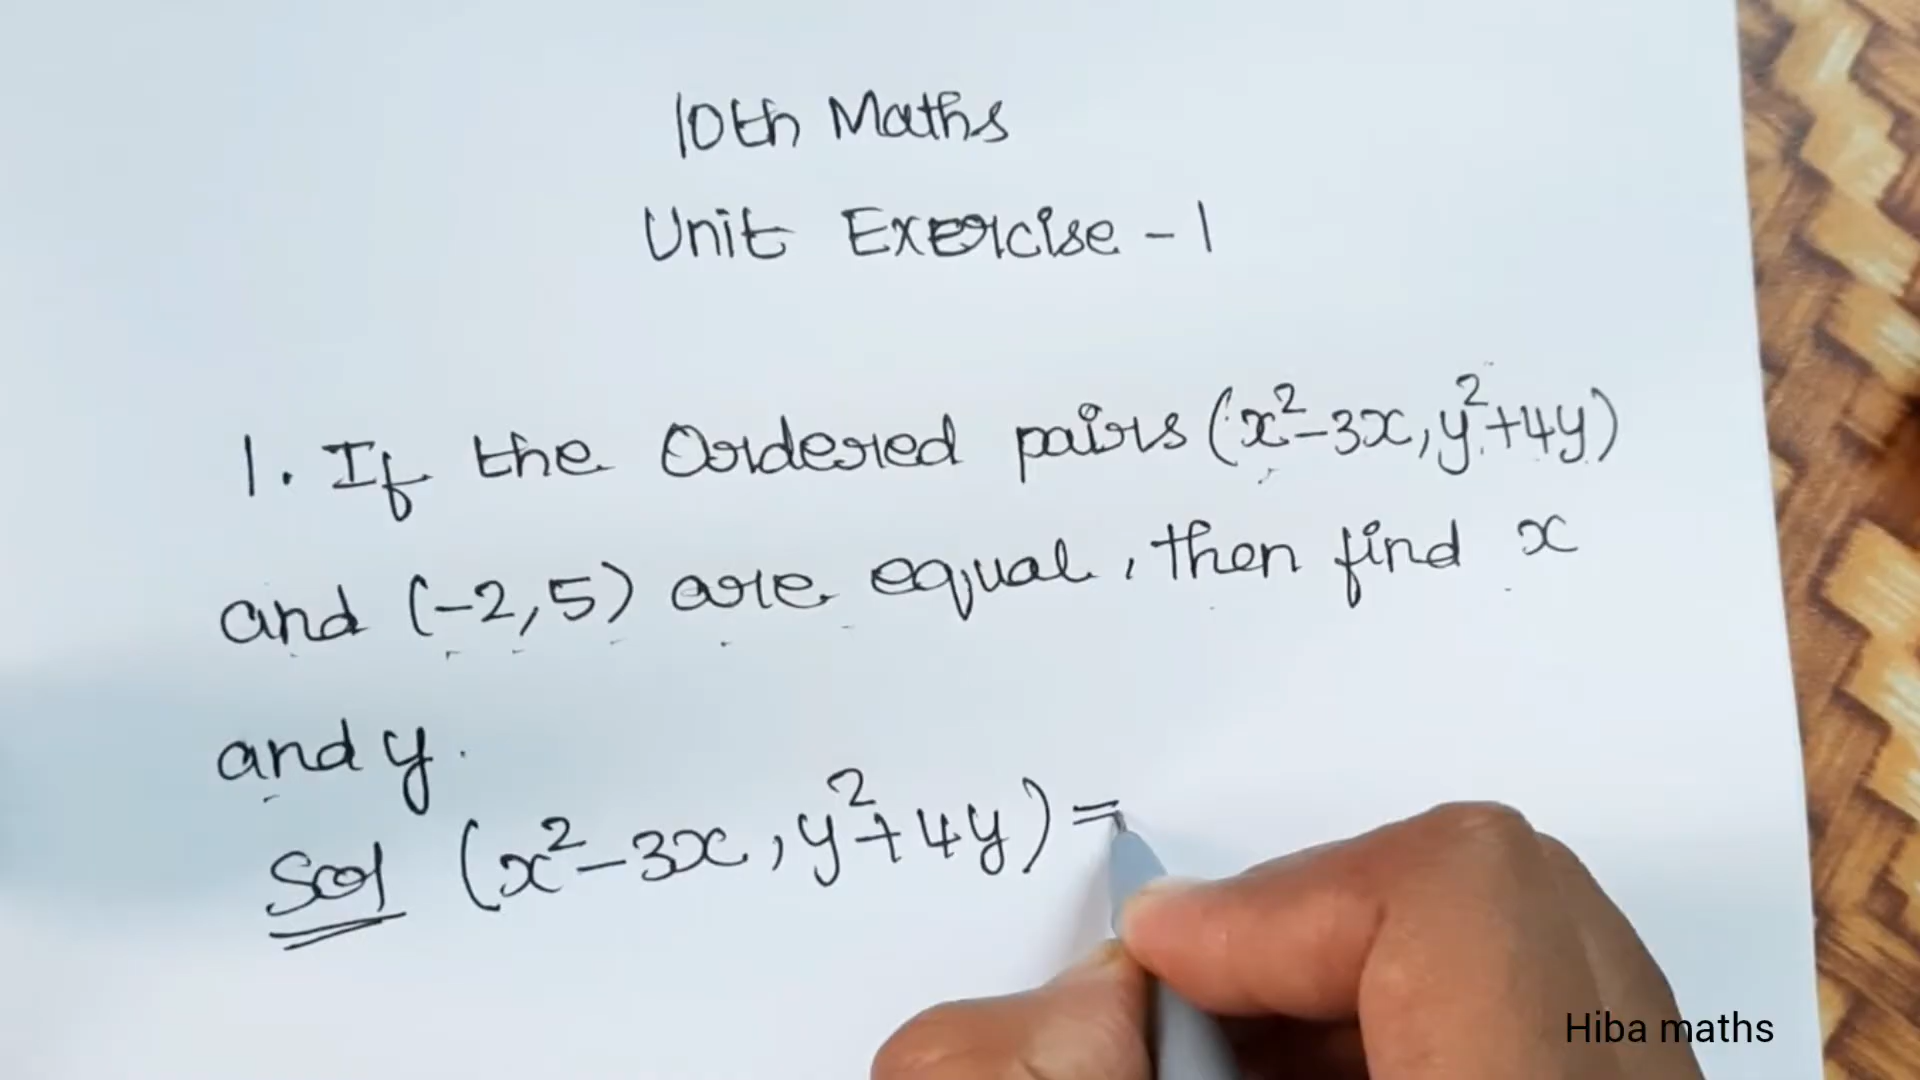 10th Maths
Unit Exercise - 1
1. If the Ordered pairs (x²-3x, y²+4y)
and (-2,5) are equal, then find x
and y.
Sol (x²-3x, y²+4y) =
Hiba maths